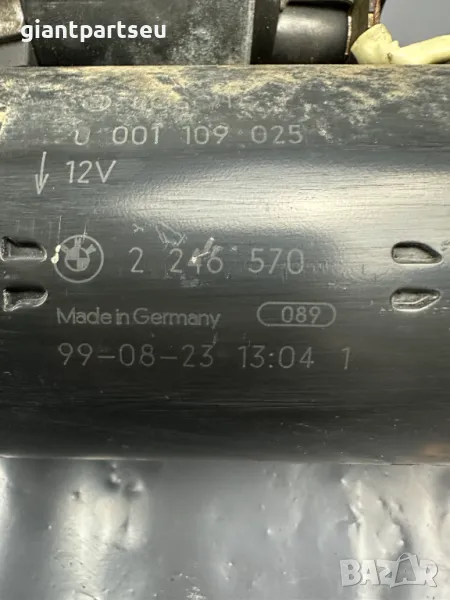 giantpartseu
0 001 109 025
12V
2 246 570
Made in Germany 089
99-08-23 13:04 1
BAZAR